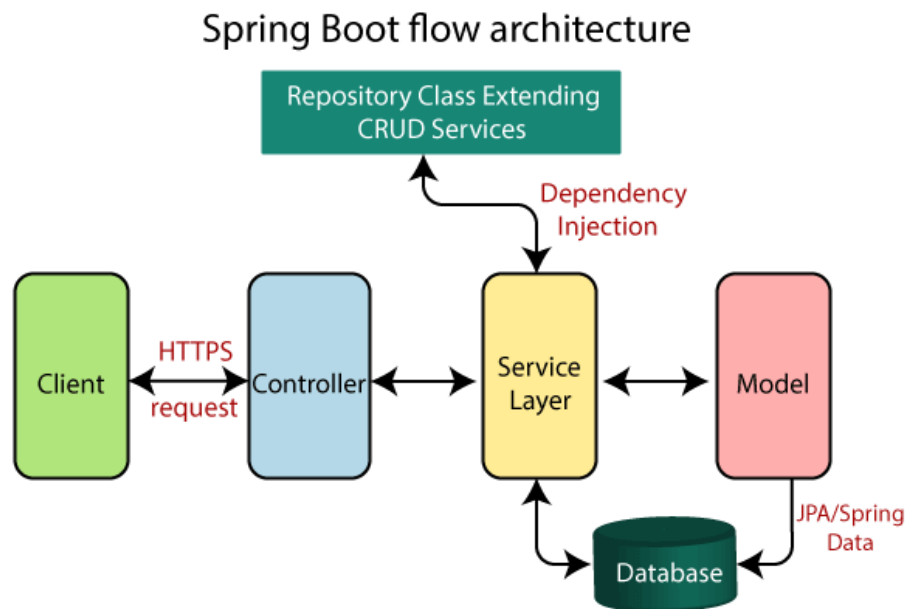 Spring Boot flow architecture
Repository Class Extending
CRUD Services
Dependency
Injection
Client
HTTPS
request
Controller
Service
Layer
Model
JPA/Spring
Data
Database